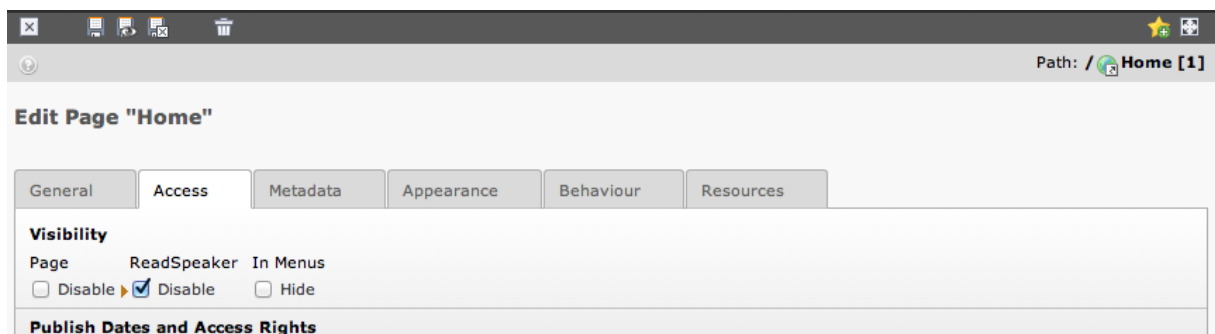 Path: / Home [1]
Edit Page "Home"
General Access Metadata Appearance Behaviour Resources
Visibility
Page ReadSpeaker In Menus
Disable Disable Hide
Publish Dates and Access Rights